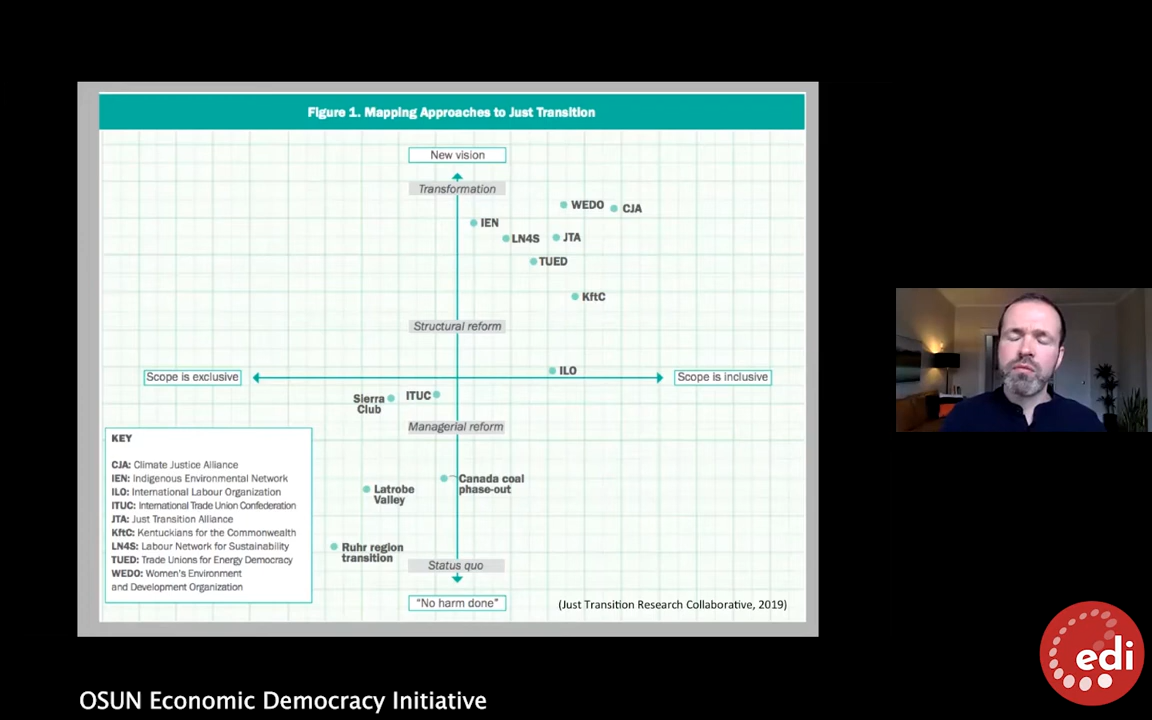 Figure 1. Mapping Approaches to Just Transition
New vision
Transformation
WEDO
CJA
IEN
LN4S
JTA
TUED
KftC
Structural reform
ILO
Scope is exclusive
Scope is inclusive
Sierra
Club
ITUC
Managerial reform
Canada coal
phase-out
Latrobe
Valley
Ruhr region
transition
Status quo
"No harm done"
KEY
CJA: Climate Justice Alliance
IEN: Indigenous Environmental Network
ILO: International Labour Organization
ITUC: International Trade Union Confederation
JTA: Just Transition Alliance
KftC: Kentuckians for the Commonwealth
LN4S: Labour Network for Sustainability
TUED: Trade Unions for Energy Democracy
WEDO: Women's Environment
and Development Organization
(Just Transition Research Collaborative, 2019)
edi
OSUN Economic Democracy Initiative